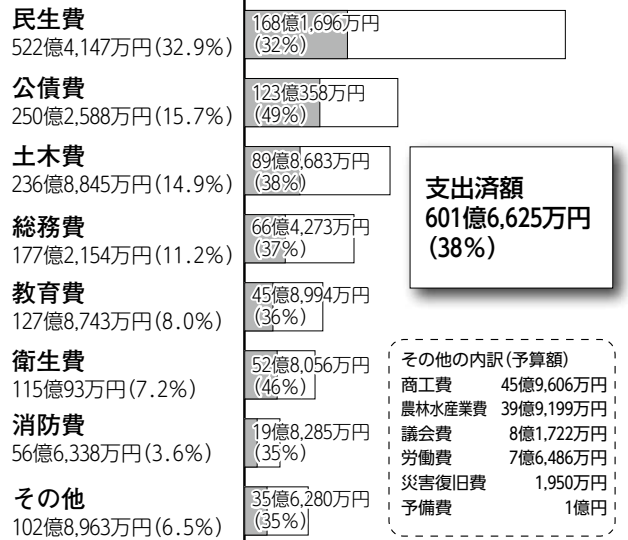 民生費
522億4,147万円(32.9%)
168億1,696万円
(32%)
公債費
250億2,588万円(15.7%)
123億358万円
(49%)
土木費
236億8,845万円(14.9%)
89億8,683万円
(38%)
総務費
177億2,154万円(11.2%)
66億4,273万円
(37%)
教育費
127億8,743万円(8.0%)
45億8,994万円
(36%)
衛生費
115億93万円(7.2%)
52億8,056万円
(46%)
消防費
56億6,338万円(3.6%)
19億8,285万円
(35%)
その他
102億8,963万円(6.5%)
35億6,280万円
(35%)
支出済額
601億6,625万円
(38%)
その他の内訳(予算額)
商工費 45億9,606万円
農林水産業費 39億9,199万円
議会費 8億1,722万円
労働費 7億6,486万円
災害復旧費 1,950万円
予備費 1億円